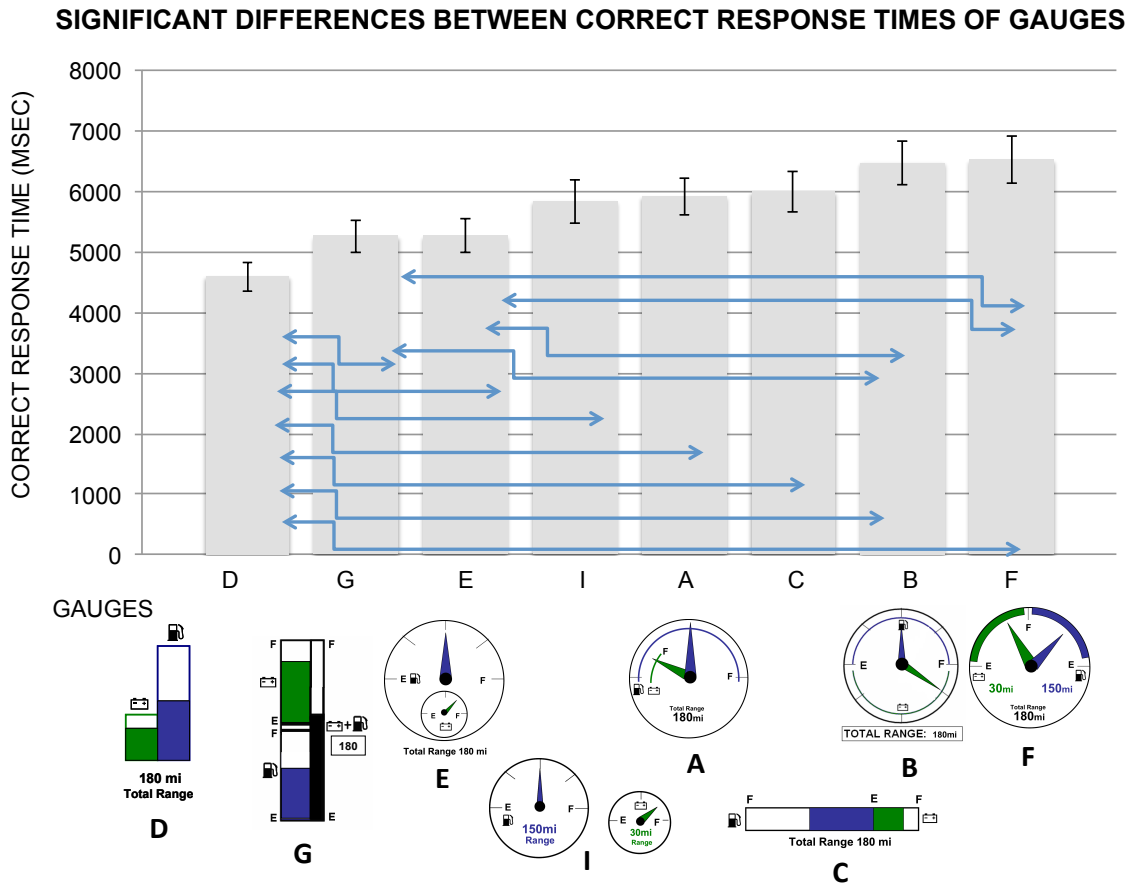 SIGNIFICANT DIFFERENCES BETWEEN CORRECT RESPONSE TIMES OF GAUGES
CORRECT RESPONSE TIME (MSEC)
8000
7000
6000
5000
4000
3000
2000
1000
0
D G E I A C B F
GAUGES
180 mi
Total Range
D
F F
E
F
+
180
E E
G
E F
E F
Total Range 180 mi
E
E F
150mi
Range
E F
30mi
Range
I
F
F
Total Range
180mi
A
E F
TOTAL RANGE: 180mi
B
F
E E
30mi 150mi
Total Range
180mi
F
F E F
Total Range 180 mi
C